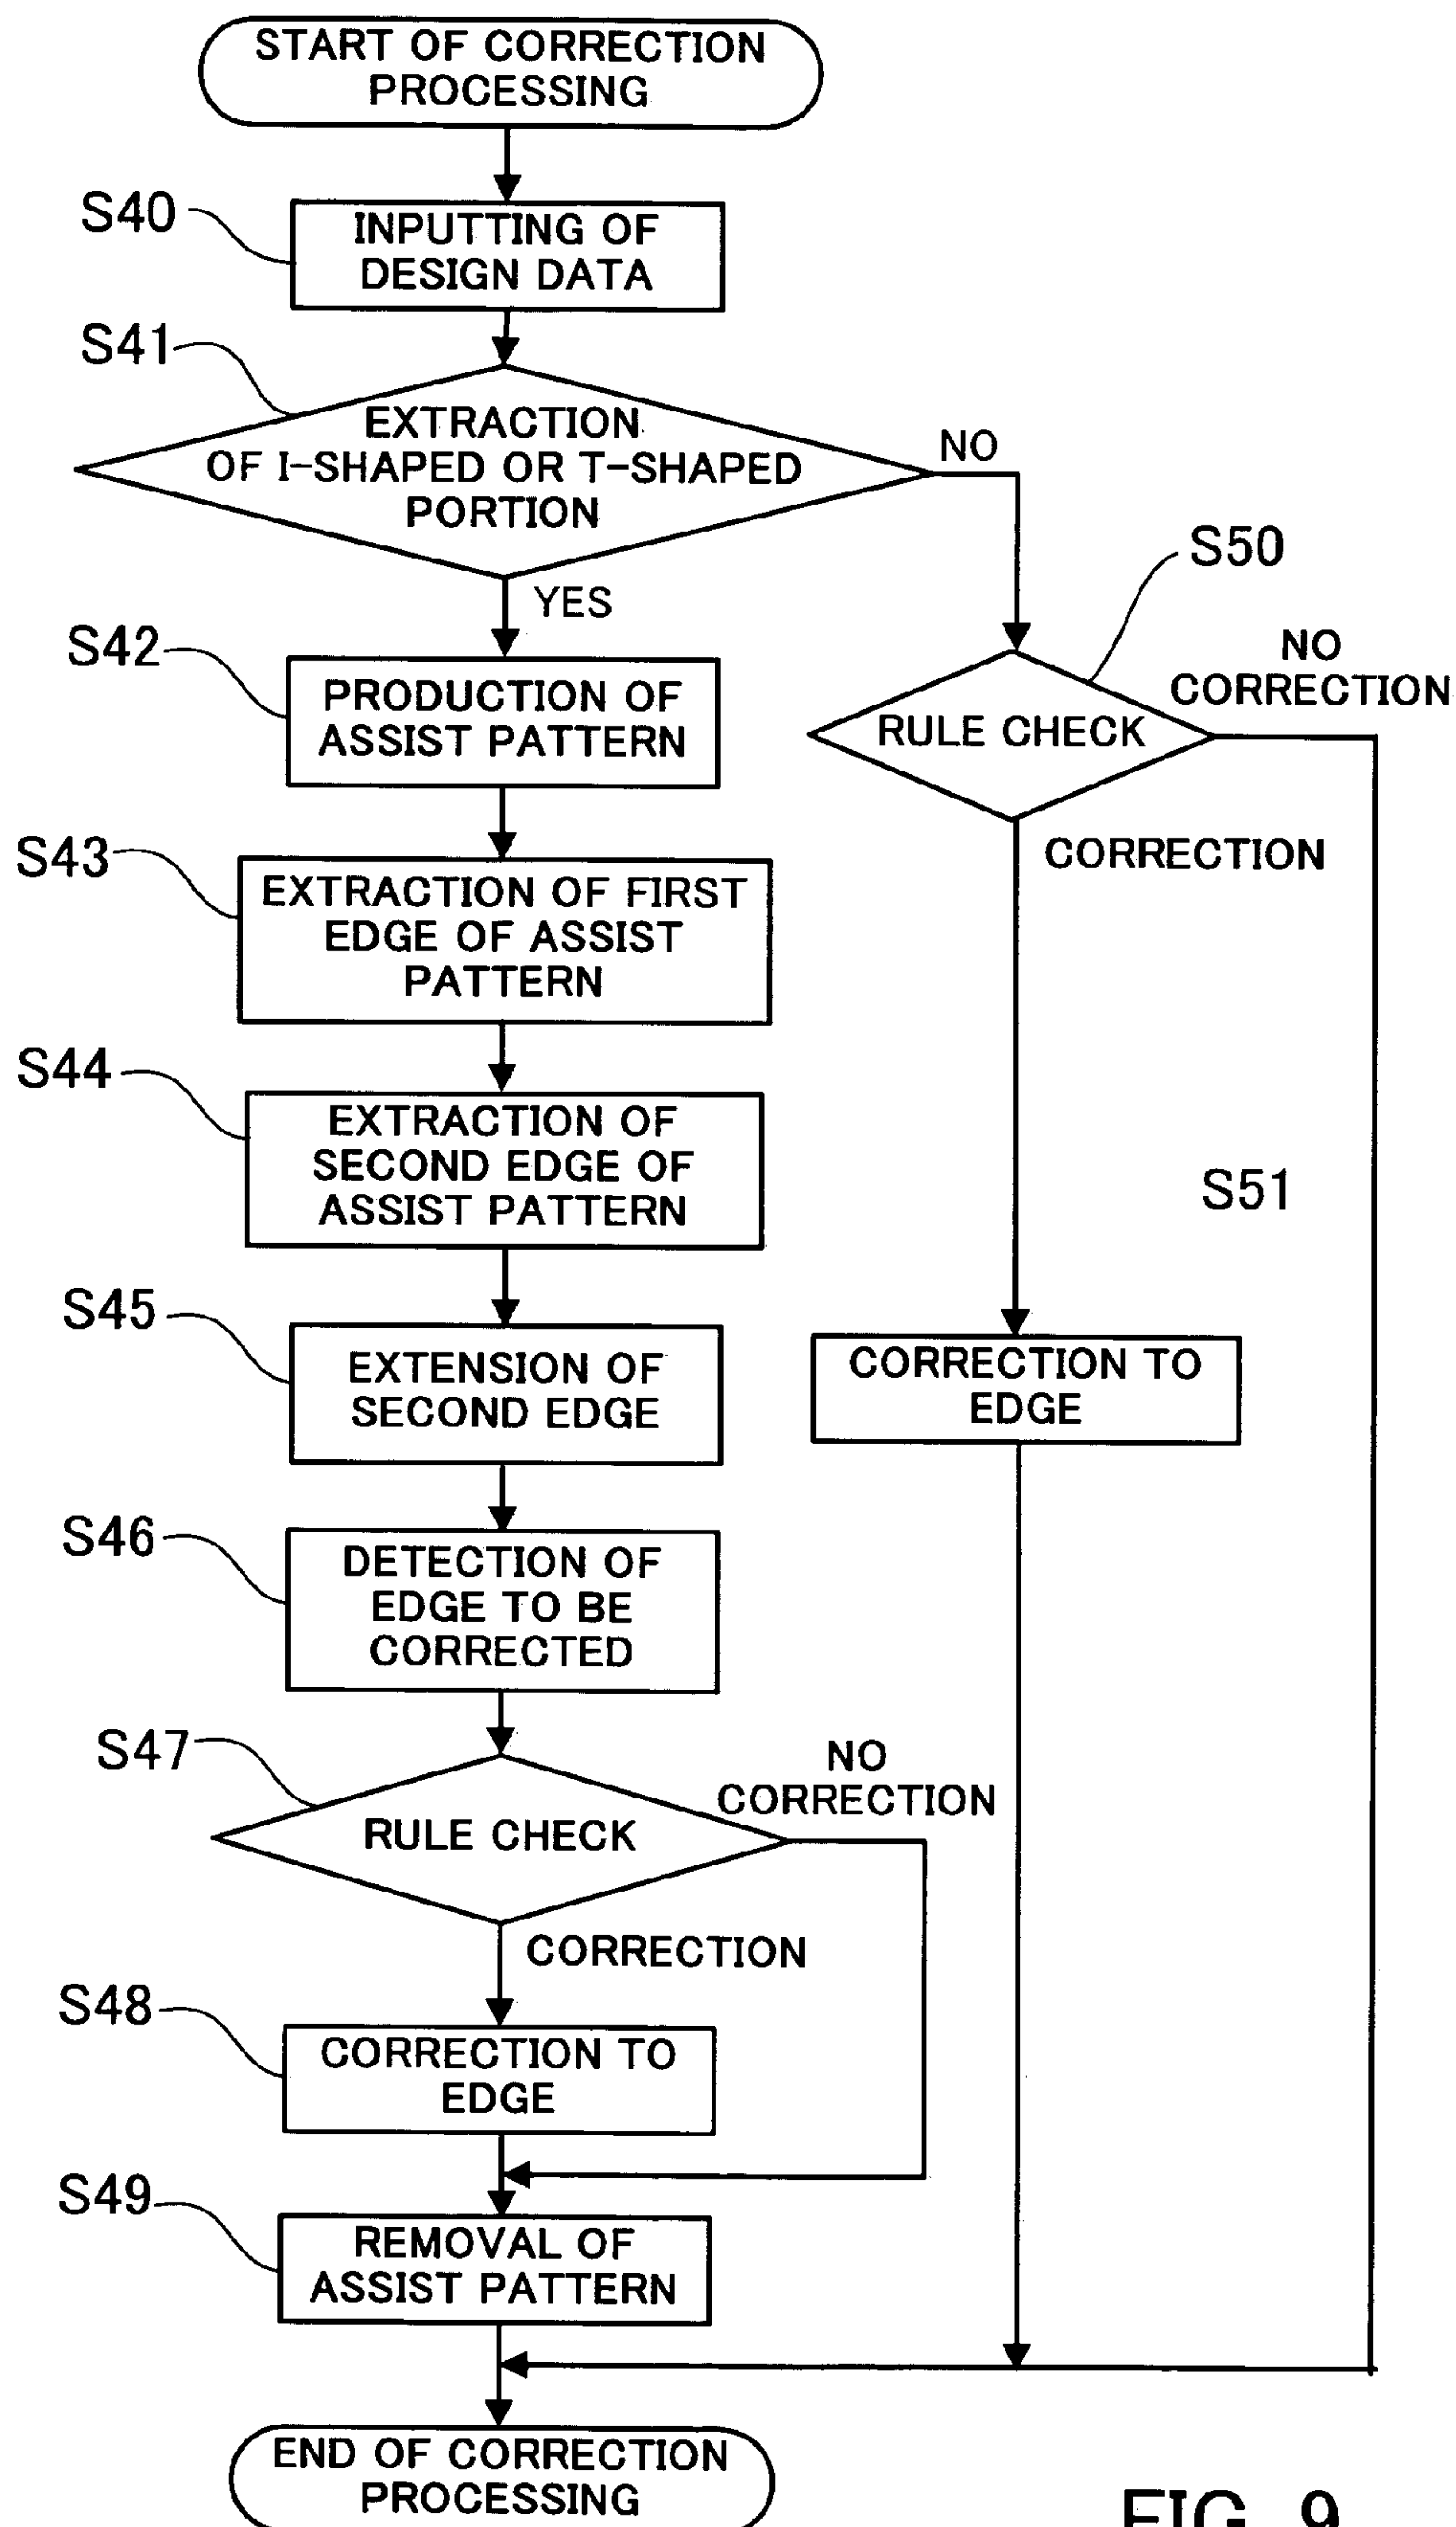 START OF CORRECTION
PROCESSING
S40
INPUTTING OF
DESIGN DATA
S41
EXTRACTION
OF I-SHAPED OR T-SHAPED
PORTION
NO
YES
S50
RULE CHECK
NO
CORRECTION
CORRECTION
S42
PRODUCTION OF
ASSIST PATTERN
S43
EXTRACTION OF FIRST
EDGE OF ASSIST
PATTERN
S44
EXTRACTION OF
SECOND EDGE OF
ASSIST PATTERN
S51
CORRECTION TO
EDGE
S45
EXTENSION OF
SECOND EDGE
S46
DETECTION OF
EDGE TO BE
CORRECTED
S47
RULE CHECK
NO
CORRECTION
CORRECTION
S48
CORRECTION TO
EDGE
S49
REMOVAL OF
ASSIST PATTERN
END OF CORRECTION
PROCESSING
FIG. 9